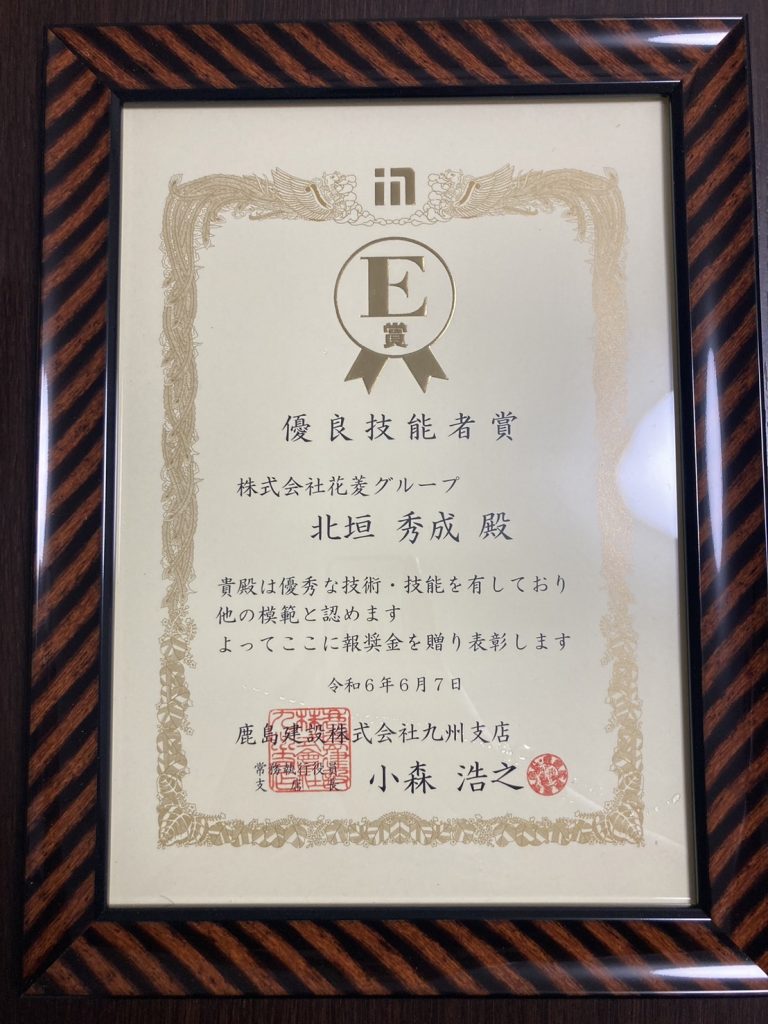 E
賞
優良技能者賞
株式会社花菱グループ
北垣 秀成 殿
貴殿は優秀な技術・技能を有しており
他の模範と認めます
よってここに報奨金を贈り表彰します
令和6年6月7日
鹿島建設株式会社九州支店
常務執行役員
支店長
小森 浩之